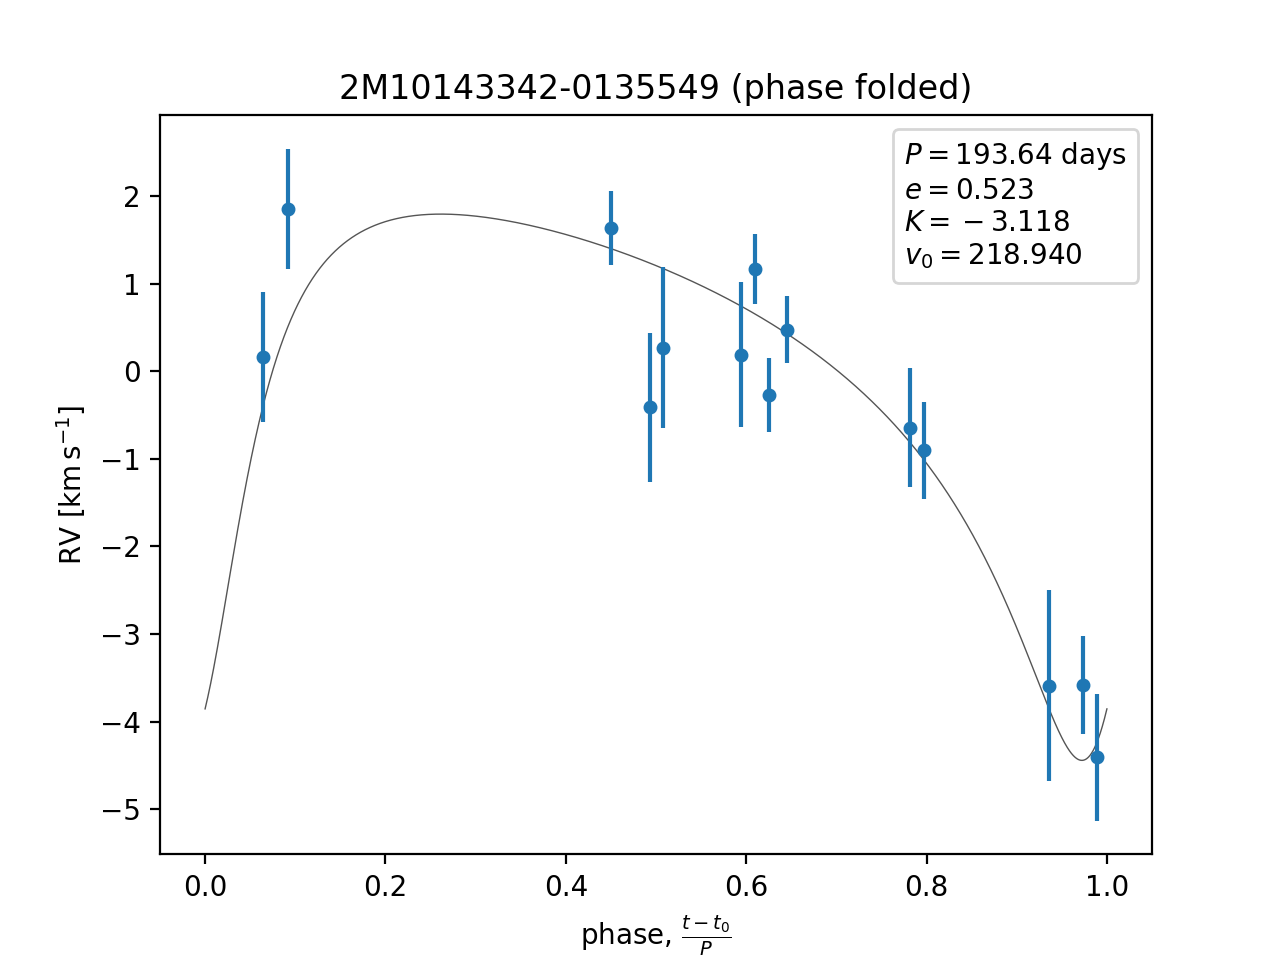 2M10143342-0135549 (phase folded)
P = 193.64 days
e = 0.523
K = − 3.118
v₀ = 218.940
RV [km s⁻¹]
2
1
0
−1
−2
−3
−4
−5
0.0 0.2 0.4 0.6 0.8 1.0
phase, (t − t₀)/P